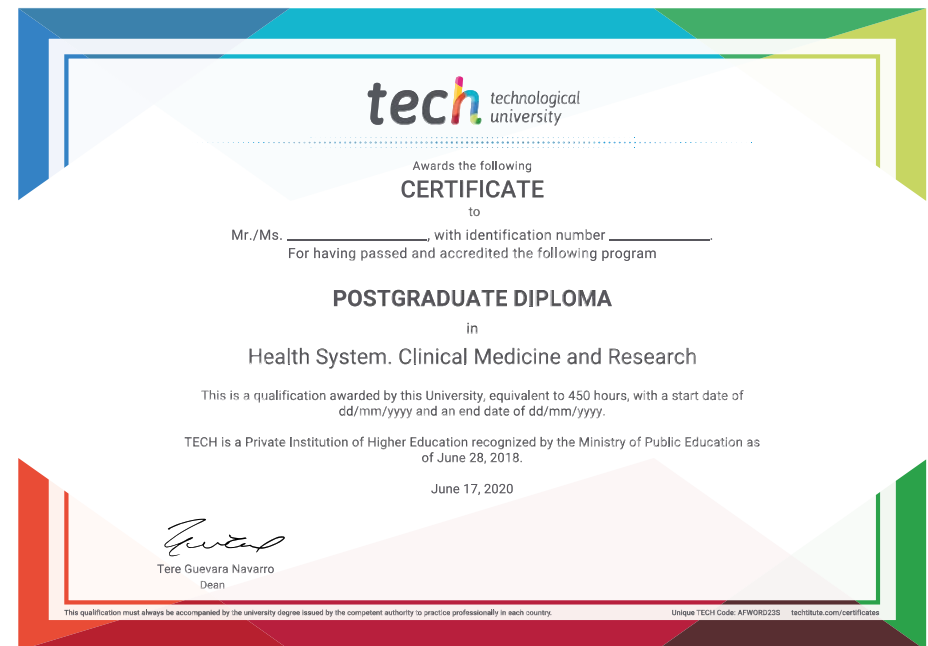 tech technological
university
Awards the following
CERTIFICATE
to
Mr./Ms. ____________________, with identification number ______________.
For having passed and accredited the following program
POSTGRADUATE DIPLOMA
in
Health System. Clinical Medicine and Research
This is a qualification awarded by this University, equivalent to 450 hours, with a start date of
dd/mm/yyyy and an end date of dd/mm/yyyy.
TECH is a Private Institution of Higher Education recognized by the Ministry of Public Education as
of June 28, 2018.
June 17, 2020
Tere Guevara Navarro
Dean
This qualification must always be accompanied by the university degree issued by the competent authority to practice professionally in each country.
Unique TECH Code: AFWORD23S techtitute.com/certificates